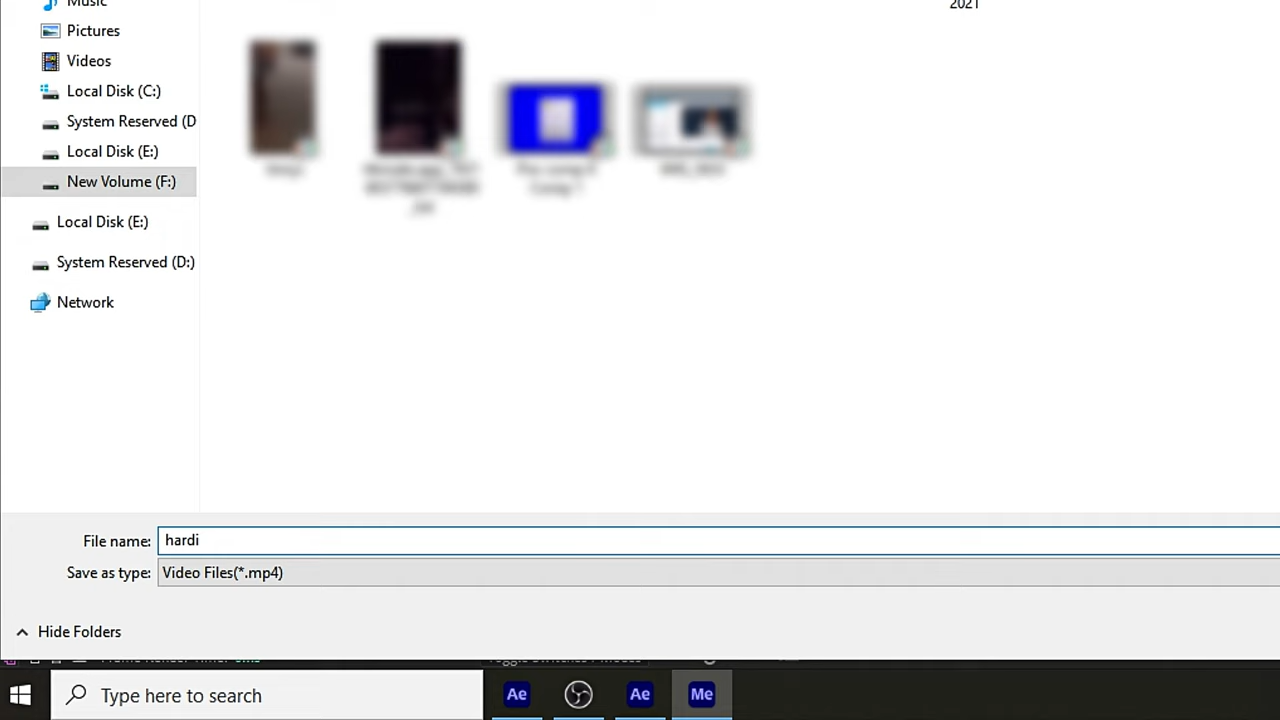 Music
2021
Pictures
Videos
Local Disk (C:)
System Reserved (D
Local Disk (E:)
New Volume (F:)
Local Disk (E:)
System Reserved (D:)
Network
File name: hardi
Save as type: Video Files(*.mp4)
Hide Folders
Type here to search
Ae
Ae
Me